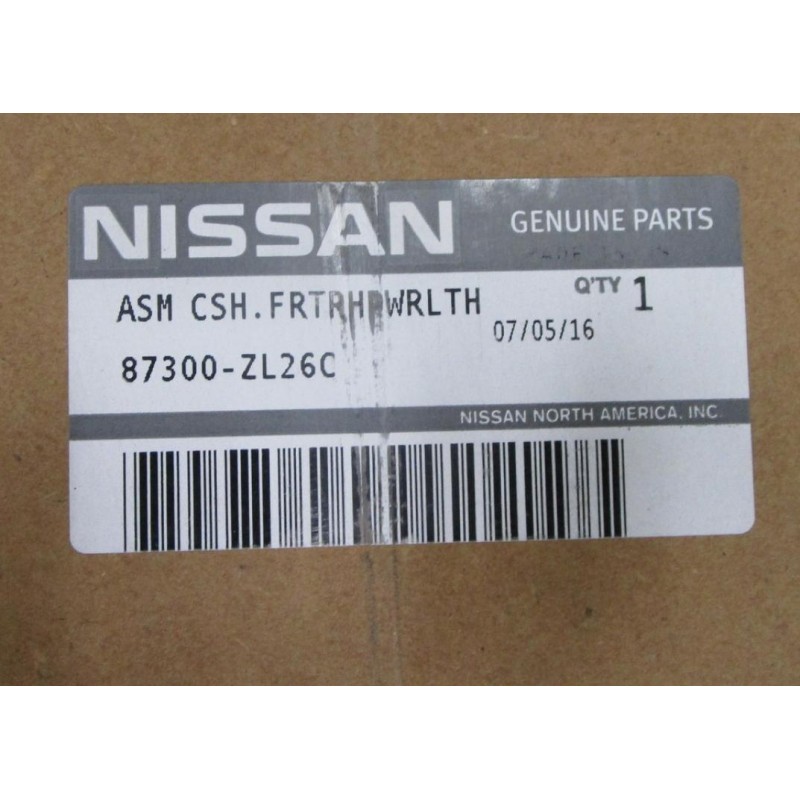 NISSAN GENUINE PARTS
ASM CSH.FRTRHPWRLTH Q'TY 1
07/05/16
87300-ZL26C
NISSAN NORTH AMERICA, INC.